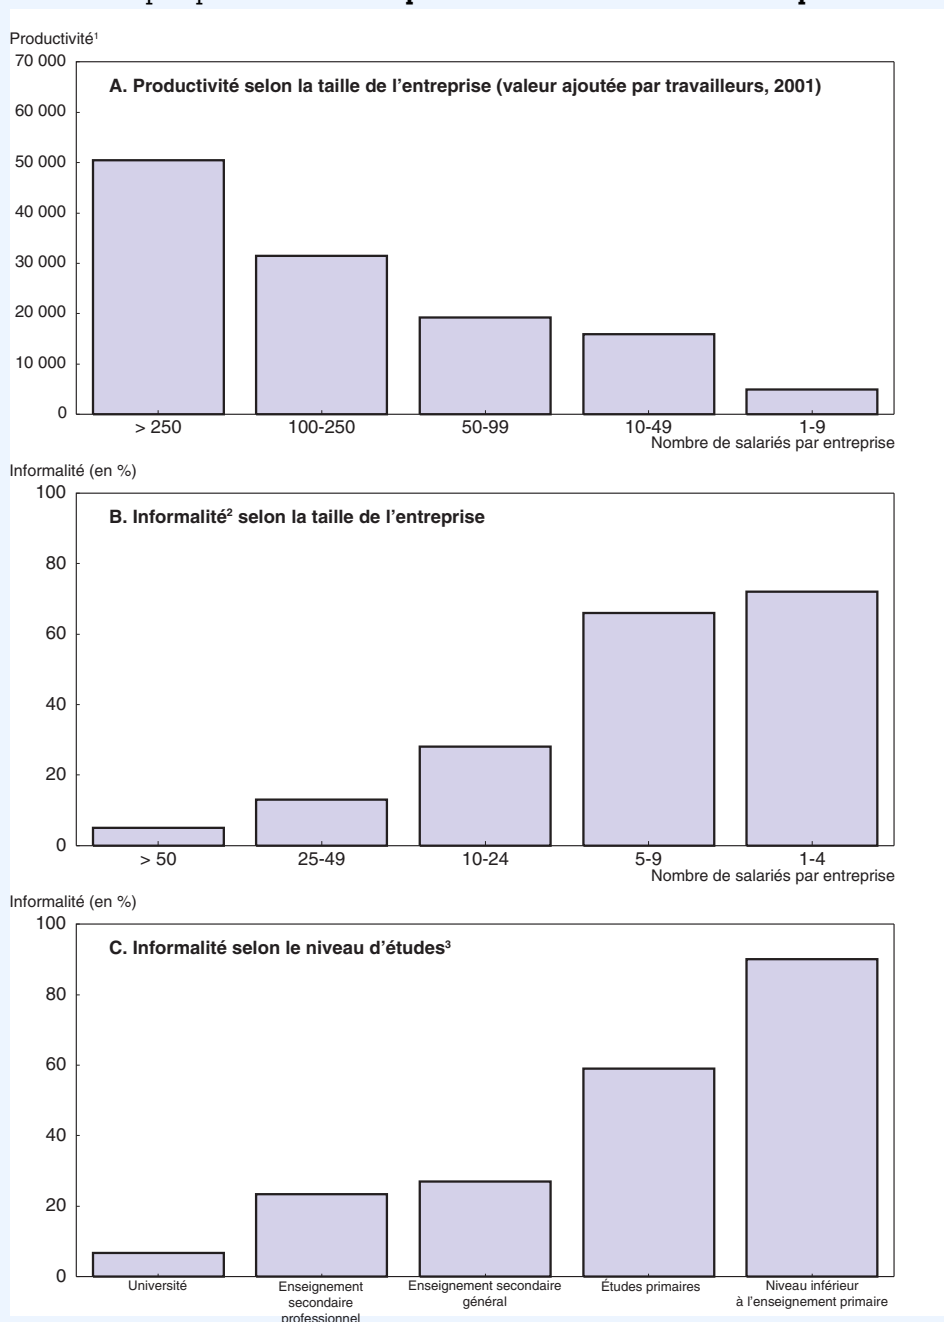 Productivité¹
70 000
A. Productivité selon la taille de l'entreprise (valeur ajoutée par travailleurs, 2001)
60 000
50 000
40 000
30 000
20 000
10 000
0
> 250 100-250 50-99 10-49 1-9
Nombre de salariés par entreprise
Informalité (en %)
100
B. Informalité² selon la taille de l'entreprise
80
60
40
20
0
> 50 25-49 10-24 5-9 1-4
Nombre de salariés par entreprise
Informalité (en %)
100
C. Informalité selon le niveau d'études³
80
60
40
20
0
Université Enseignement Enseignement secondaire Études primaires Niveau inférieur
secondaire général à l'enseignement primaire
professionnel